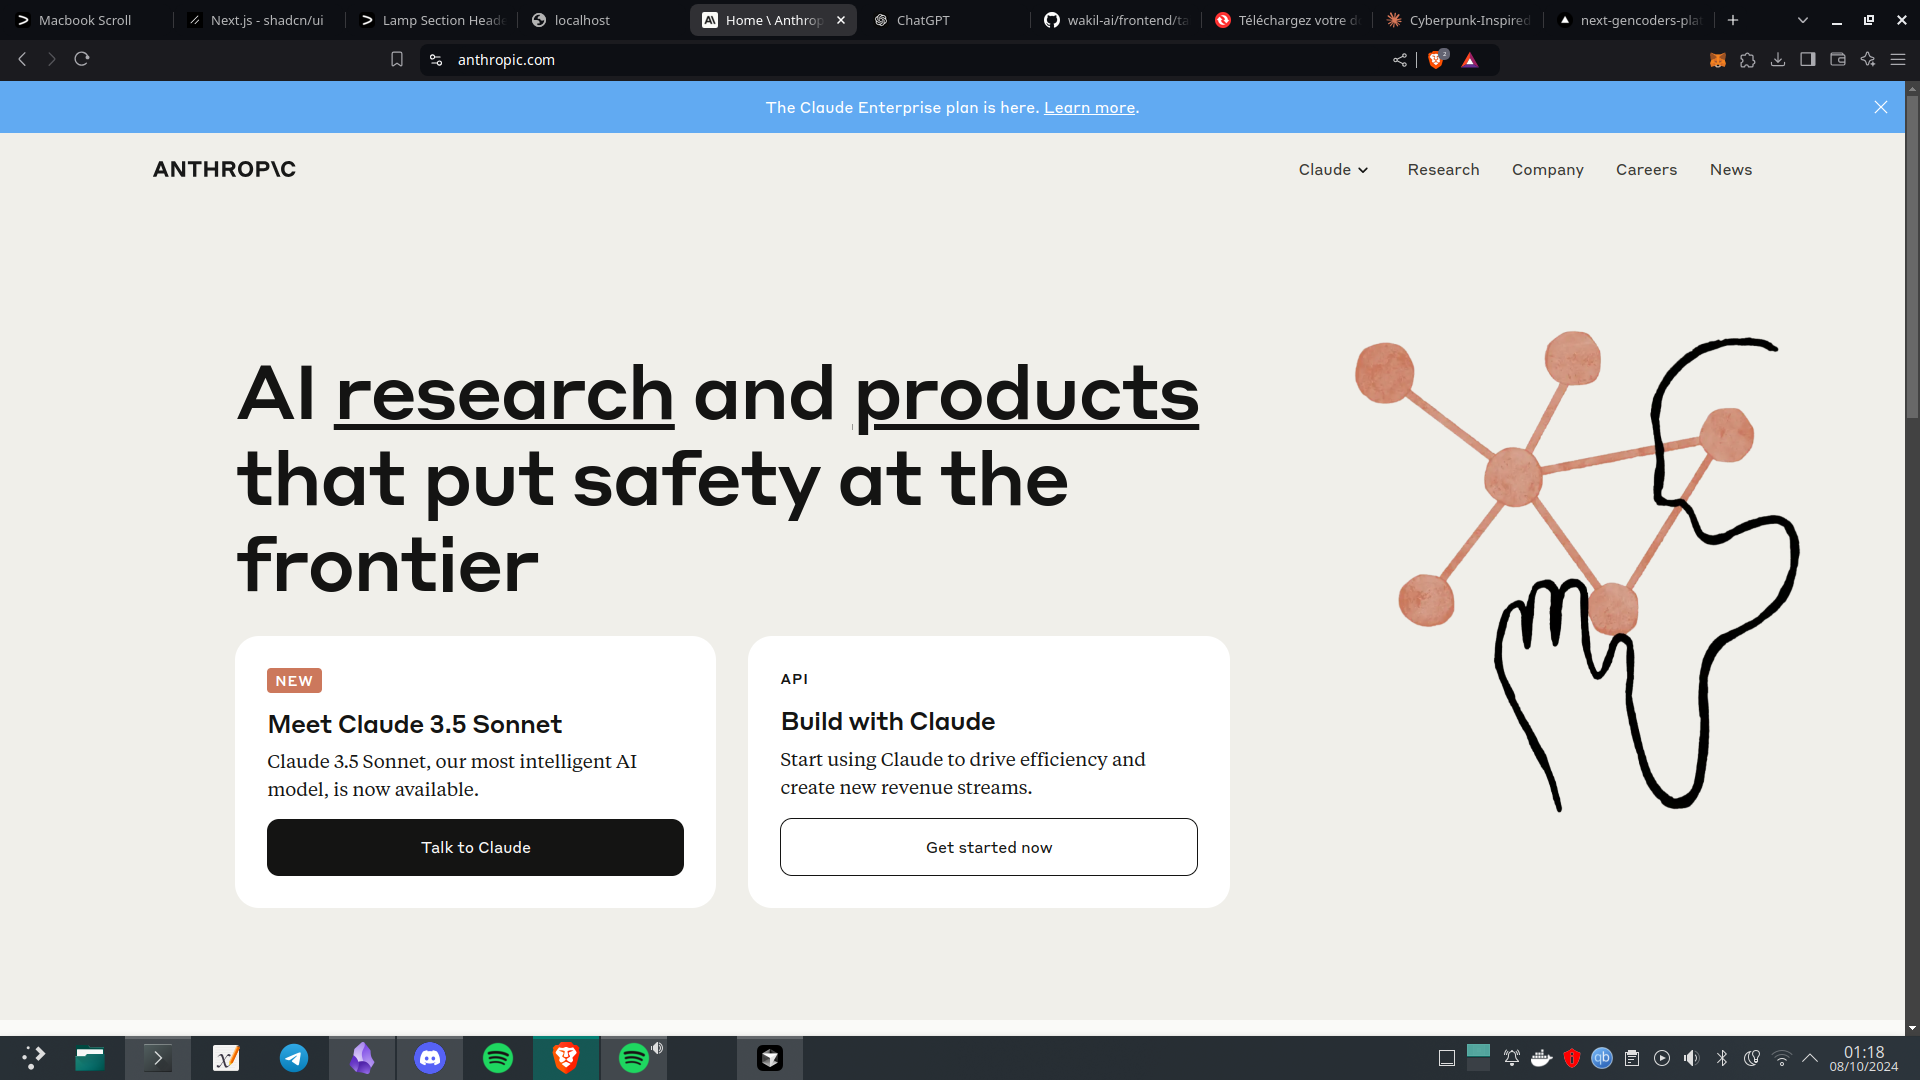 Macbook Scroll
Next.js - shadcn/ui
Lamp Section Heade
localhost
Home \ Anthrop
ChatGPT
wakil-ai/frontend/ta
Téléchargez votre d
Cyberpunk-Inspired
next-gencoders-plat
anthropic.com
2
The Claude Enterprise plan is here. Learn more.
ANTHROP\C
Claude
Research
Company
Careers
News
AI research and products
that put safety at the
frontier
NEW
Meet Claude 3.5 Sonnet
Claude 3.5 Sonnet, our most intelligent AI
model, is now available.
Talk to Claude
API
Build with Claude
Start using Claude to drive efficiency and
create new revenue streams.
Get started now
qb
01:18
08/10/2024